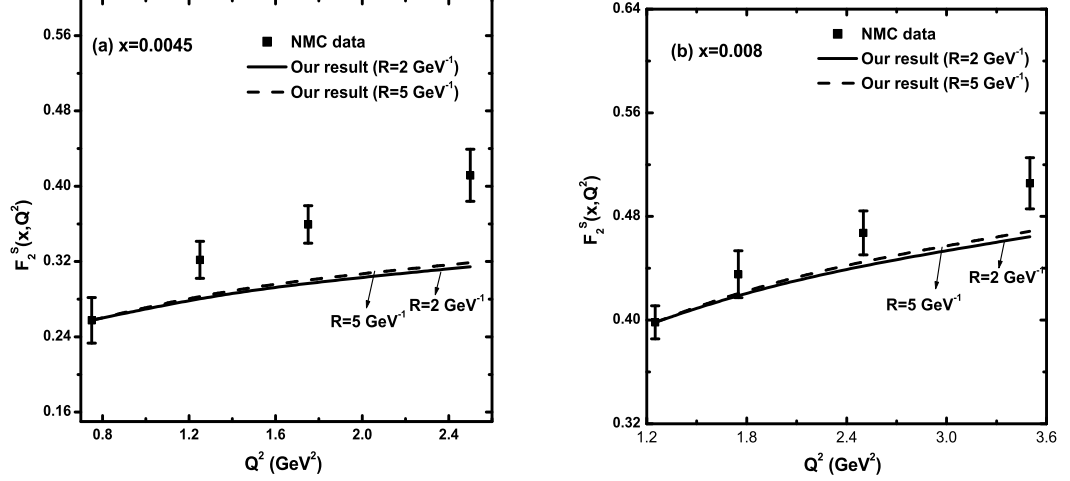 (a) x=0.0045
NMC data
Our result (R=2 GeV⁻¹)
Our result (R=5 GeV⁻¹)
R=5 GeV⁻¹
R=2 GeV⁻¹
0.56
0.48
0.40
0.32
0.24
0.16
F₂ˢ(x,Q²)
0.8 1.2 1.6 2.0 2.4
Q² (GeV²)
(b) x=0.008
NMC data
Our result (R=2 GeV⁻¹)
Our result (R=5 GeV⁻¹)
R=2 GeV⁻¹
R=5 GeV⁻¹
0.64
0.56
0.48
0.40
0.32
F₂ˢ(x,Q²)
1.2 1.8 2.4 3.0 3.6
Q² (GeV²)